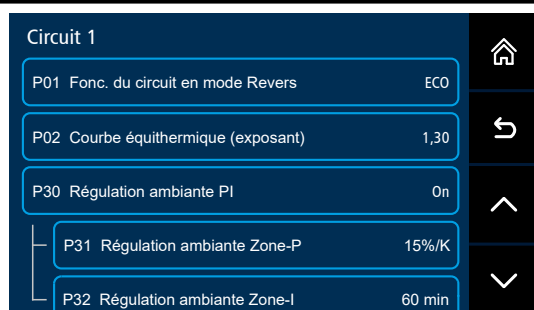 Circuit 1
P01 Fonc. du circuit en mode Revers ECO
P02 Courbe équithermique (exposant) 1,30
P30 Régulation ambiante PI On
P31 Régulation ambiante Zone-P 15%/K
P32 Régulation ambiante Zone-I 60 min